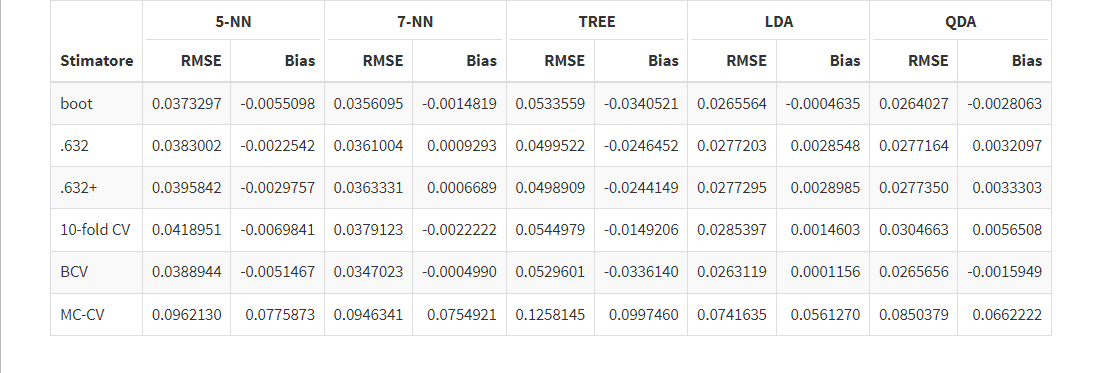 5-NN 7-NN TREE LDA QDA
Stimatore RMSE Bias RMSE Bias RMSE Bias RMSE Bias RMSE Bias
boot 0.0373297 -0.0055098 0.0356095 -0.0014819 0.0533559 -0.0340521 0.0265564 -0.0004635 0.0264027 -0.0028063
.632 0.0383002 -0.0022542 0.0361004 0.0009293 0.0499522 -0.0246452 0.0277203 0.0028548 0.0277164 0.0032097
.632+ 0.0395842 -0.0029757 0.0363331 0.0006689 0.0498909 -0.0244149 0.0277295 0.0028985 0.0277350 0.0033303
10-fold CV 0.0418951 -0.0069841 0.0379123 -0.0022222 0.0544979 -0.0149206 0.0285397 0.0014603 0.0304663 0.0056508
BCV 0.0388944 -0.0051467 0.0347023 -0.0004990 0.0529601 -0.0336140 0.0263119 0.0001156 0.0265656 -0.0015949
MC-CV 0.0962130 0.0775873 0.0946341 0.0754921 0.1258145 0.0997460 0.0741635 0.0561270 0.0850379 0.0662222